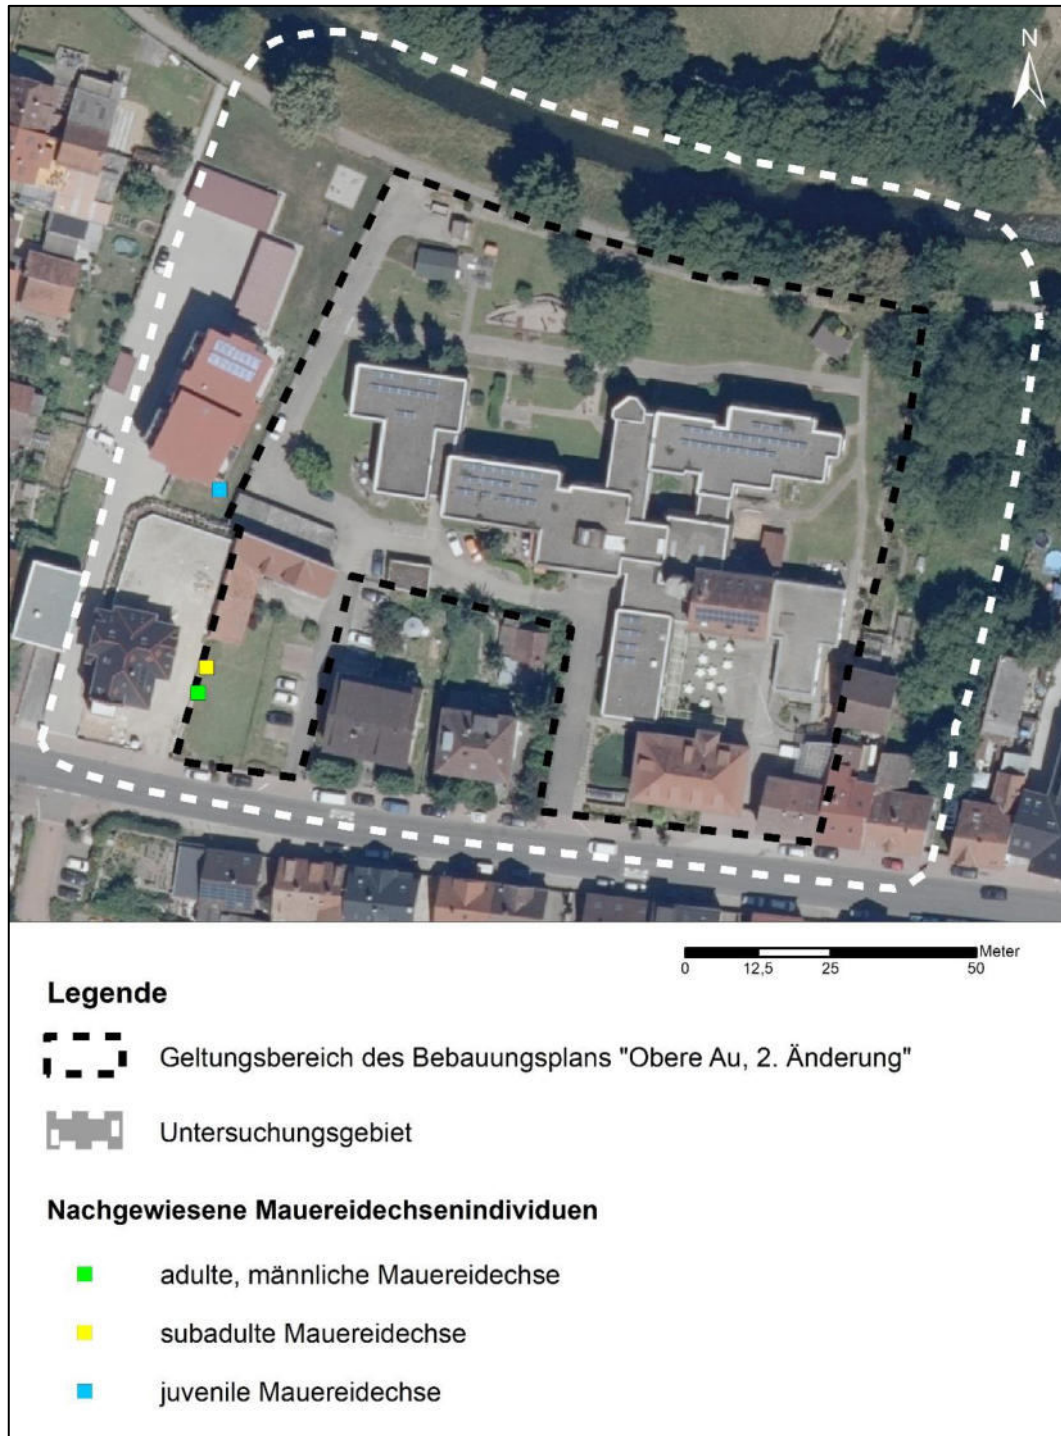 N
Meter
0 12,5 25 50
Legende
Geltungsbereich des Bebauungsplans "Obere Au, 2. Änderung"
Untersuchungsgebiet
Nachgewiesene Mauereidechsenindividuen
adulte, männliche Mauereidechse
subadulte Mauereidechse
juvenile Mauereidechse